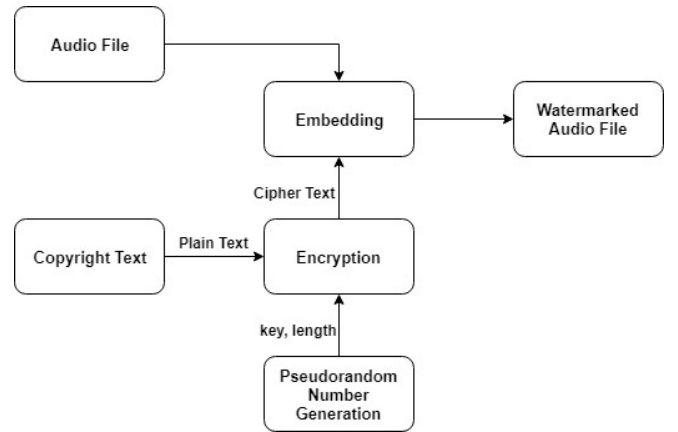 Audio File
Embedding
Watermarked
Audio File
Cipher Text
Copyright Text
Plain Text
Encryption
key, length
Pseudorandom
Number
Generation